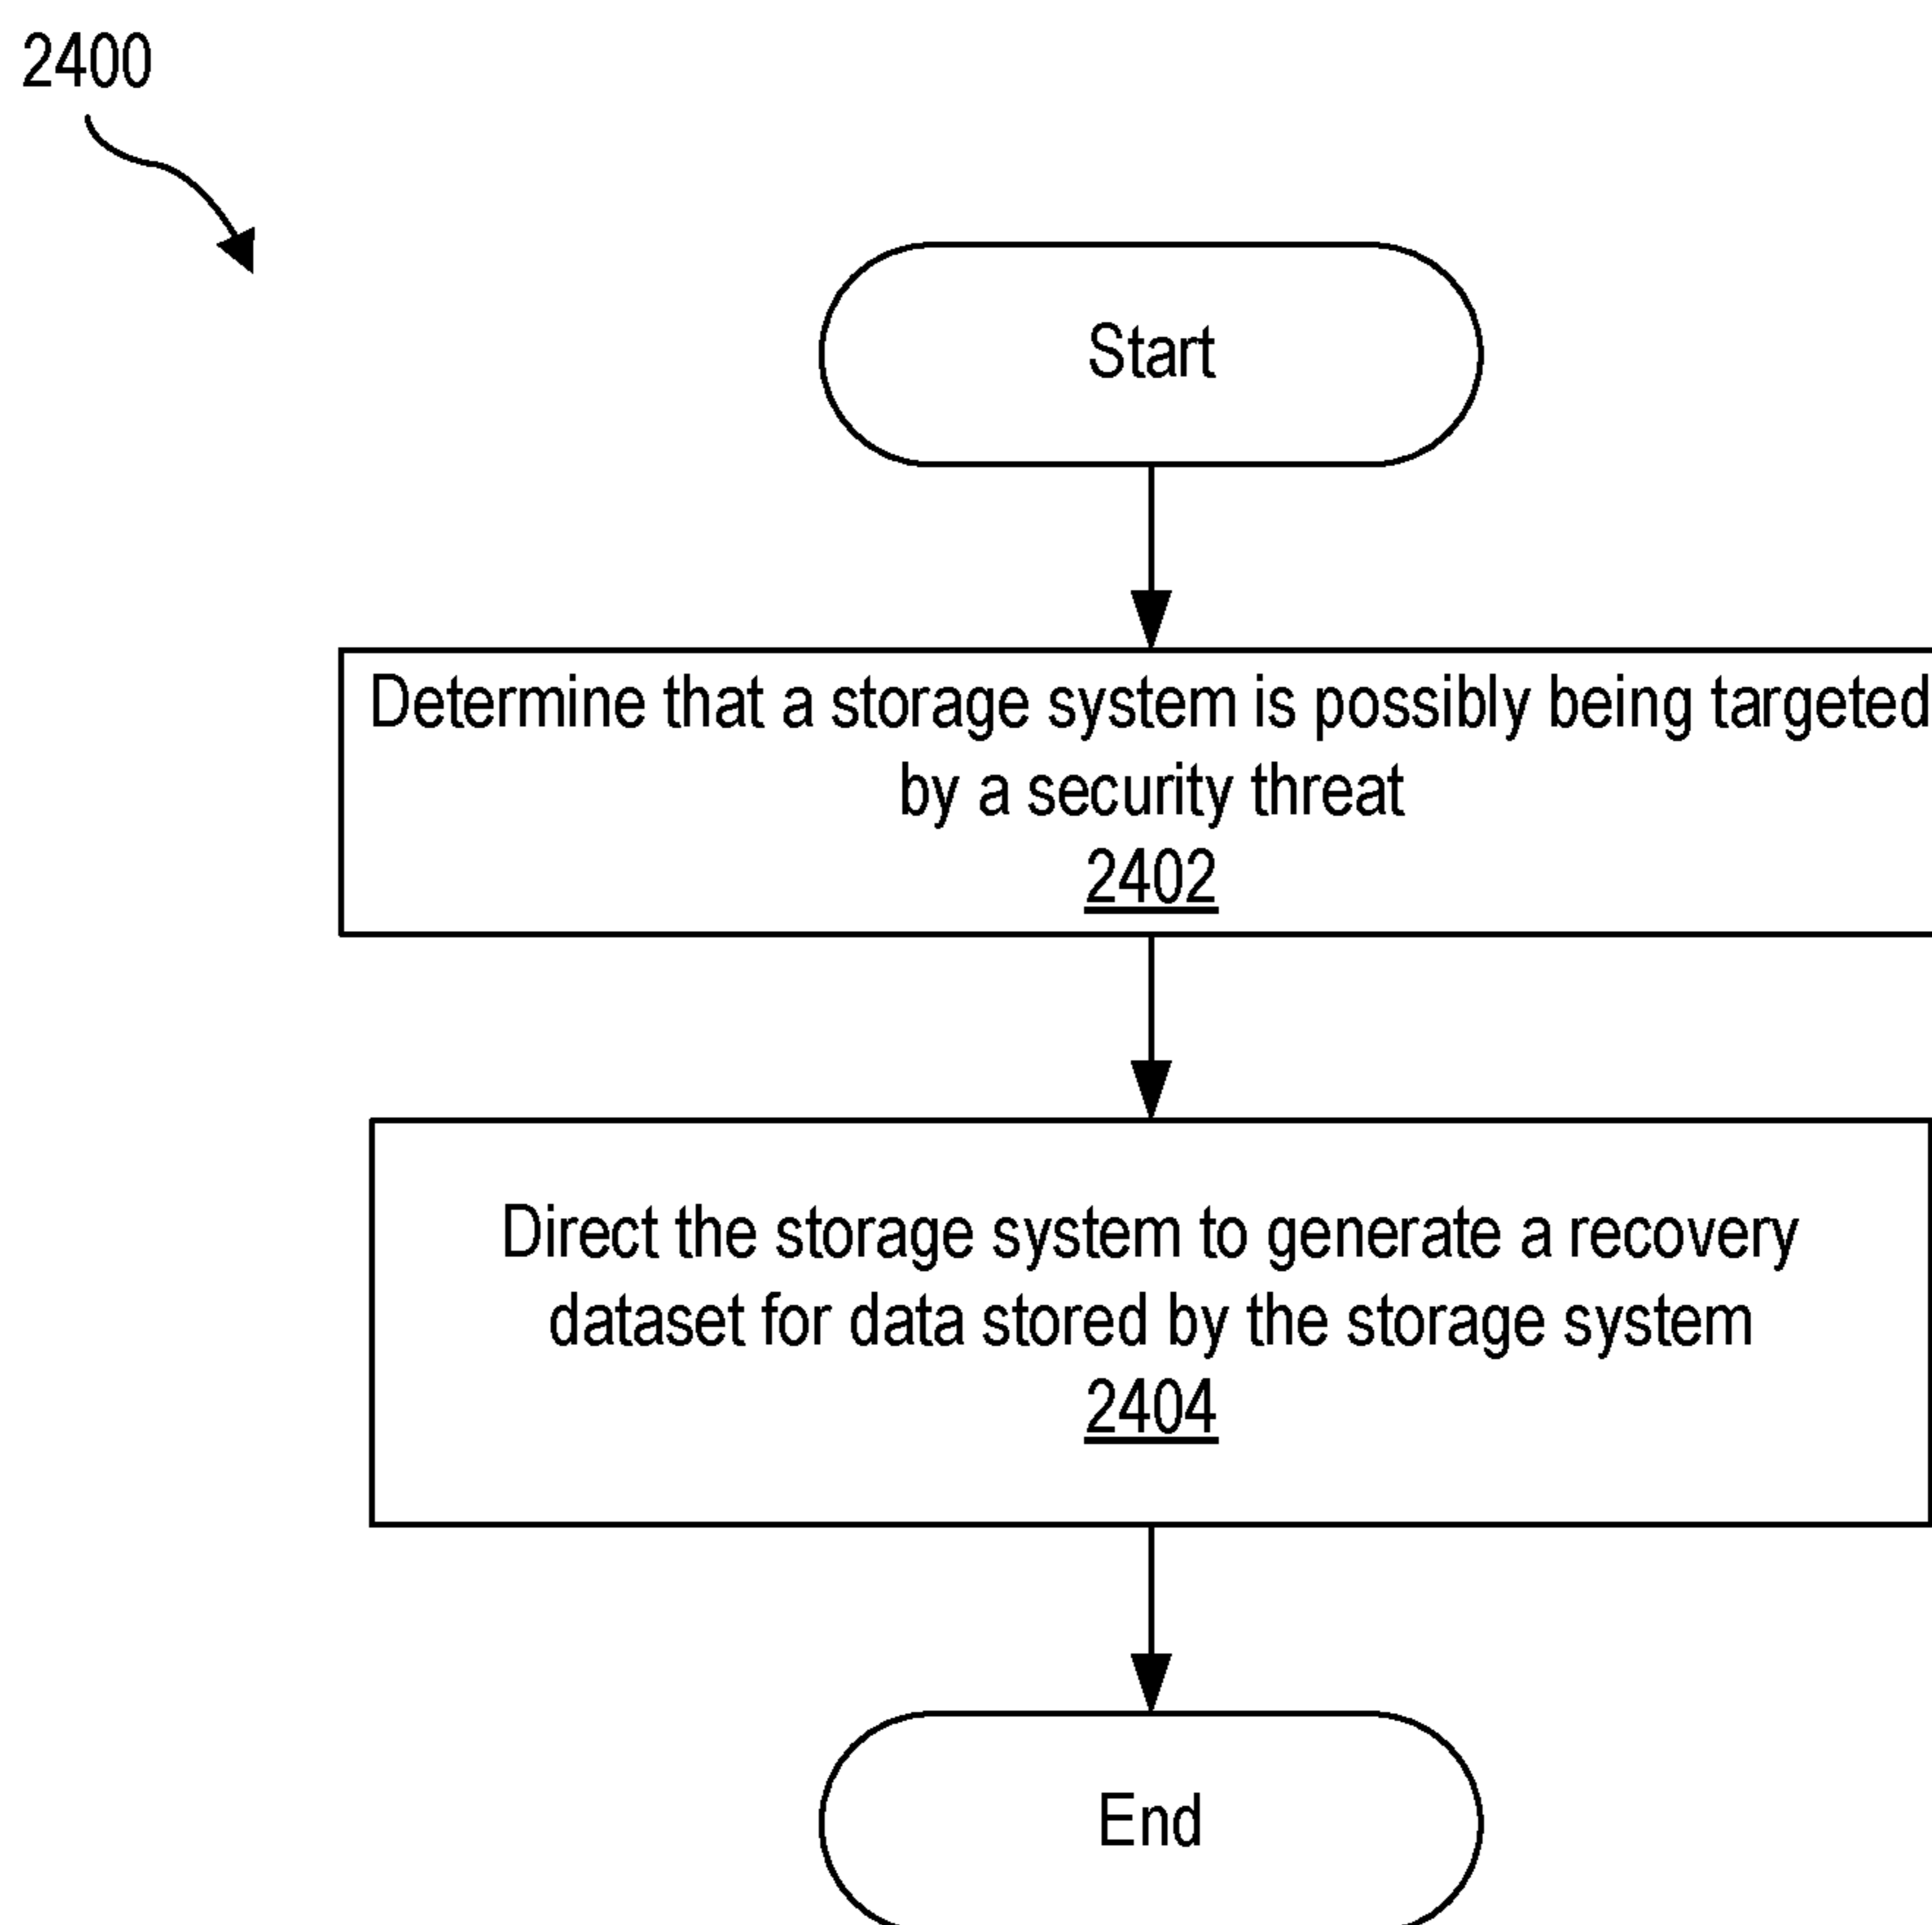 2400
Start
Determine that a storage system is possibly being targeted
by a security threat
2402
Direct the storage system to generate a recovery
dataset for data stored by the storage system
2404
End